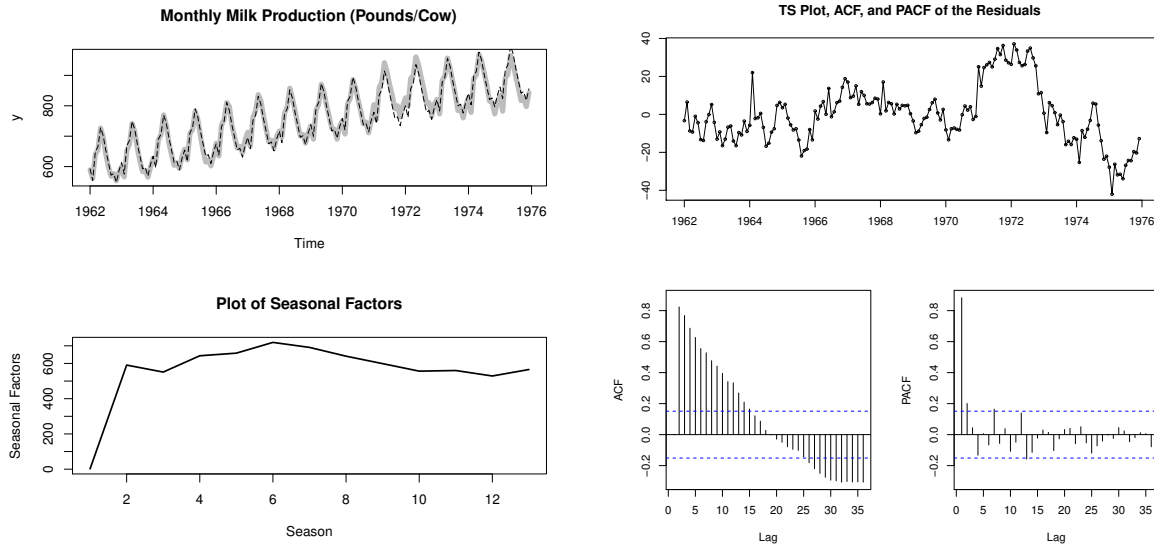 Monthly Milk Production (Pounds/Cow)
y
600 800
1962 1964 1966 1968 1970 1972 1974 1976
Time
Plot of Seasonal Factors
Seasonal Factors
0 200 400 600
2 4 6 8 10 12
Season
TS Plot, ACF, and PACF of the Residuals
−40 −20 0 20 40
1962 1964 1966 1968 1970 1972 1974 1976
ACF
−0.2 0.0 0.2 0.4 0.6 0.8
0 5 10 15 20 25 30 35
Lag
PACF
−0.2 0.0 0.2 0.4 0.6 0.8
0 5 10 15 20 25 30 35
Lag